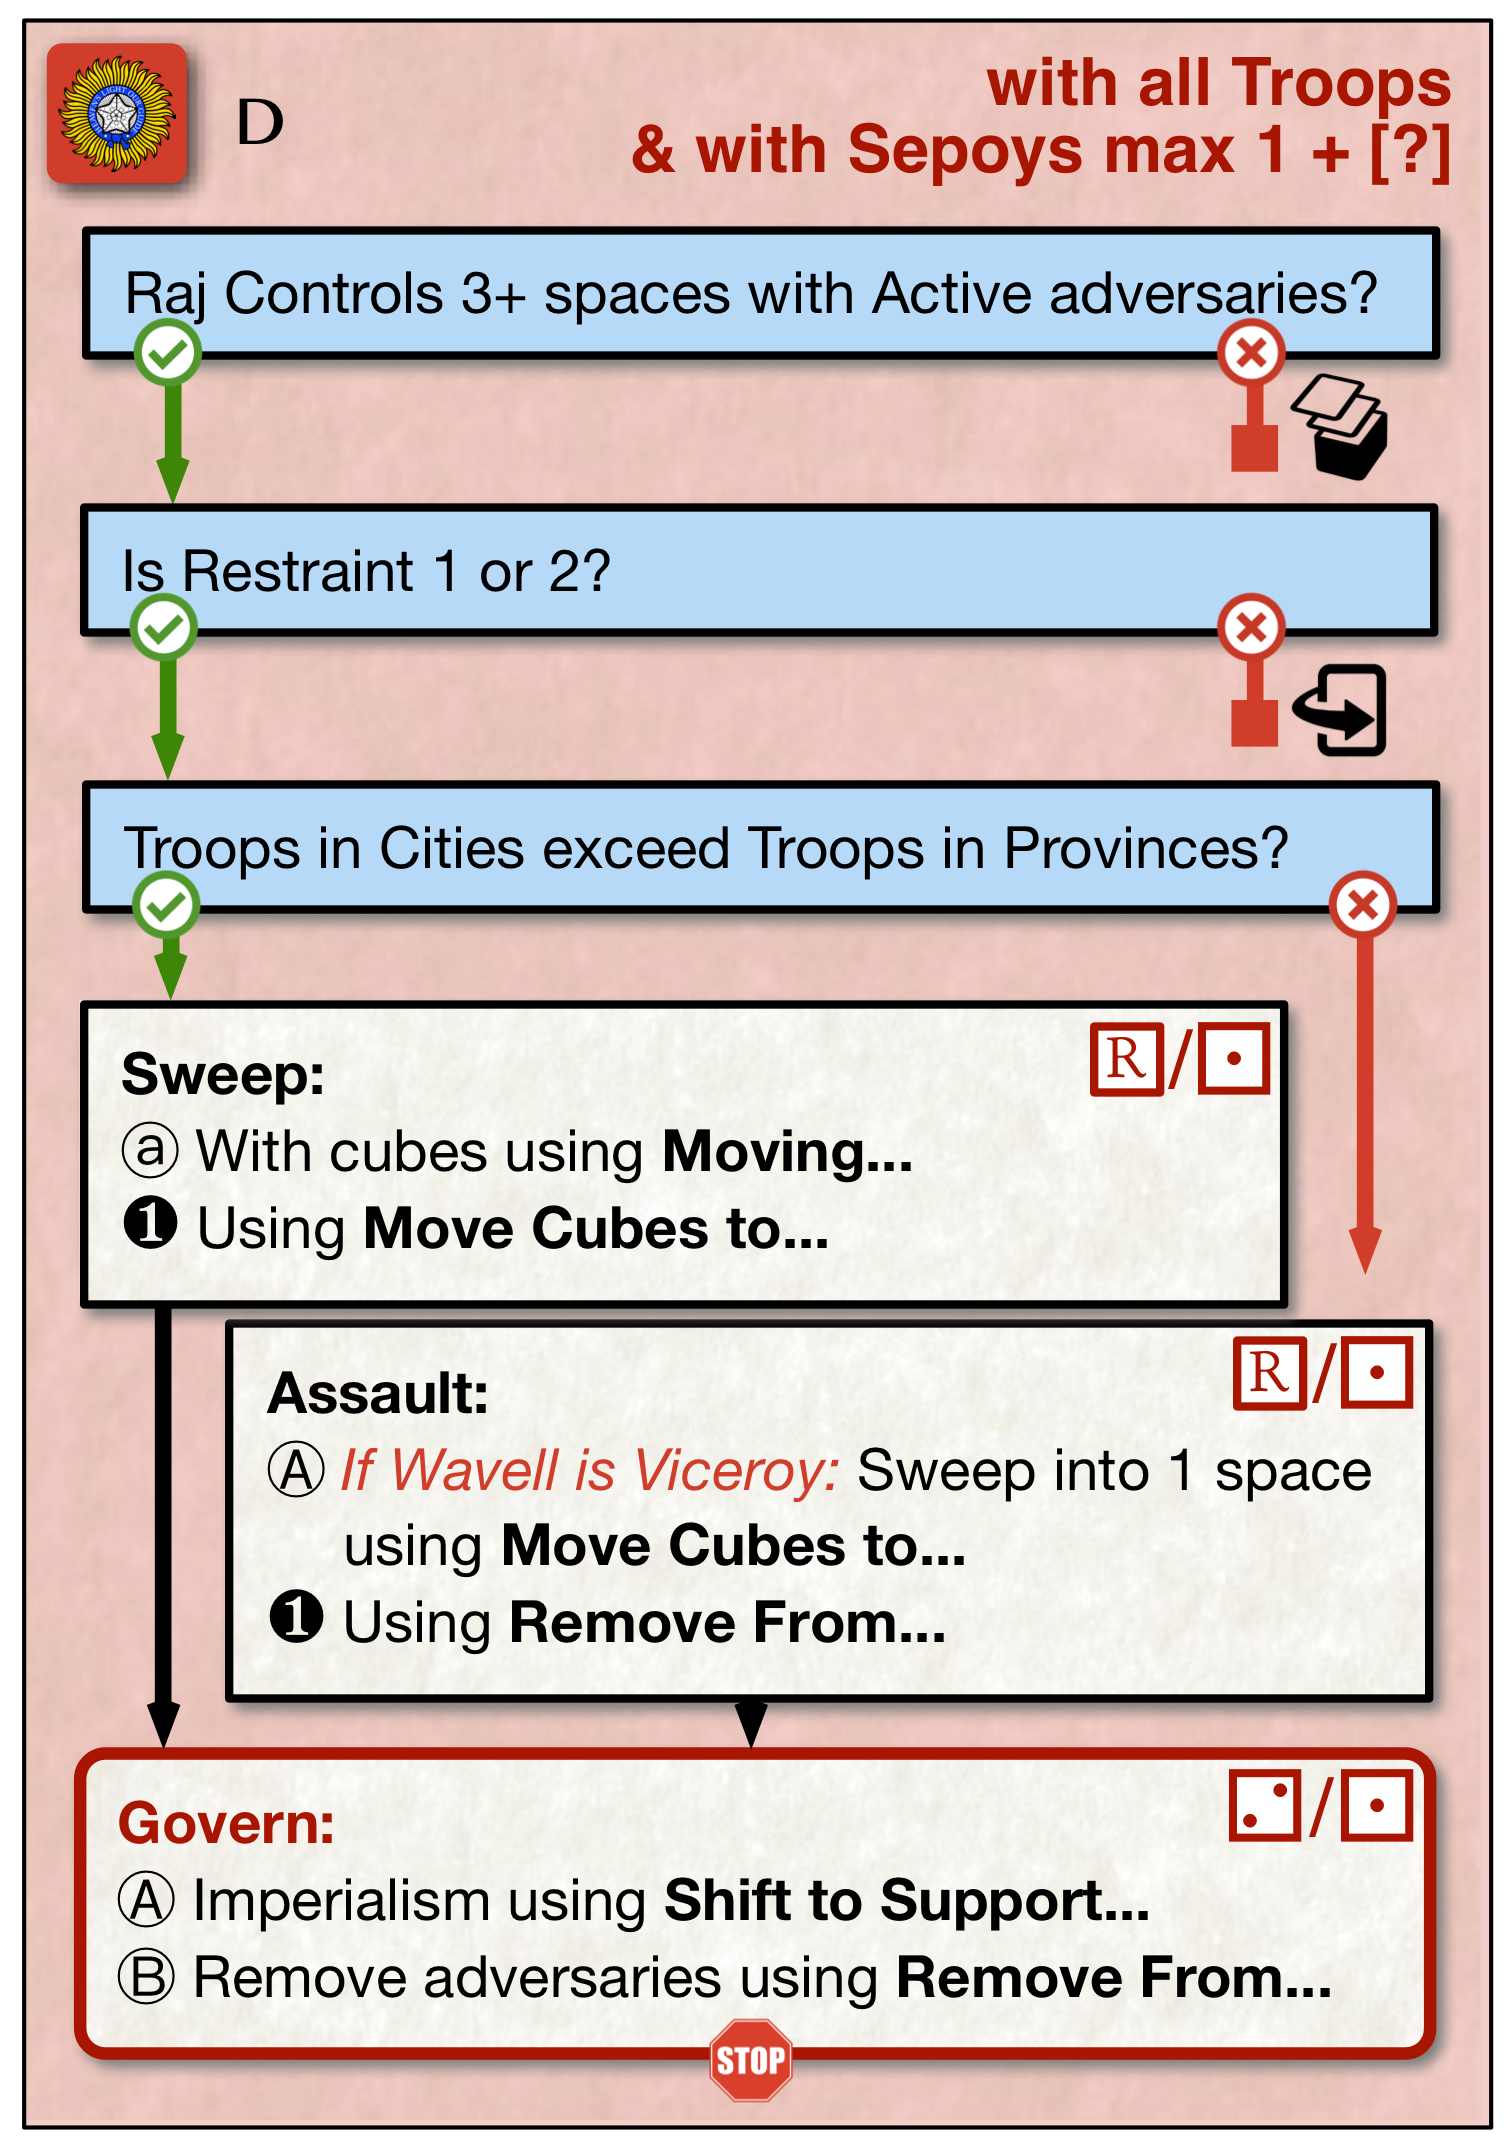 D
with all Troops
& with Sepoys max 1 + [?]
Raj Controls 3+ spaces with Active adversaries?
Is Restraint 1 or 2?
Troops in Cities exceed Troops in Provinces?
Sweep:
R/
ⓐ With cubes using Moving...
❶ Using Move Cubes to...
Assault:
R/
Ⓐ If Wavell is Viceroy: Sweep into 1 space
using Move Cubes to...
❶ Using Remove From...
Govern:
/
Ⓐ Imperialism using Shift to Support...
Ⓑ Remove adversaries using Remove From...
STOP